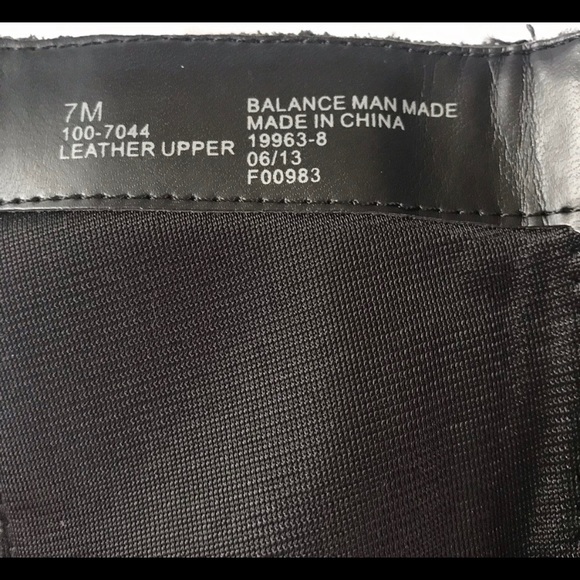 7M
100-7044
LEATHER UPPER
BALANCE MAN MADE
MADE IN CHINA
19963-8
06/13
F00983